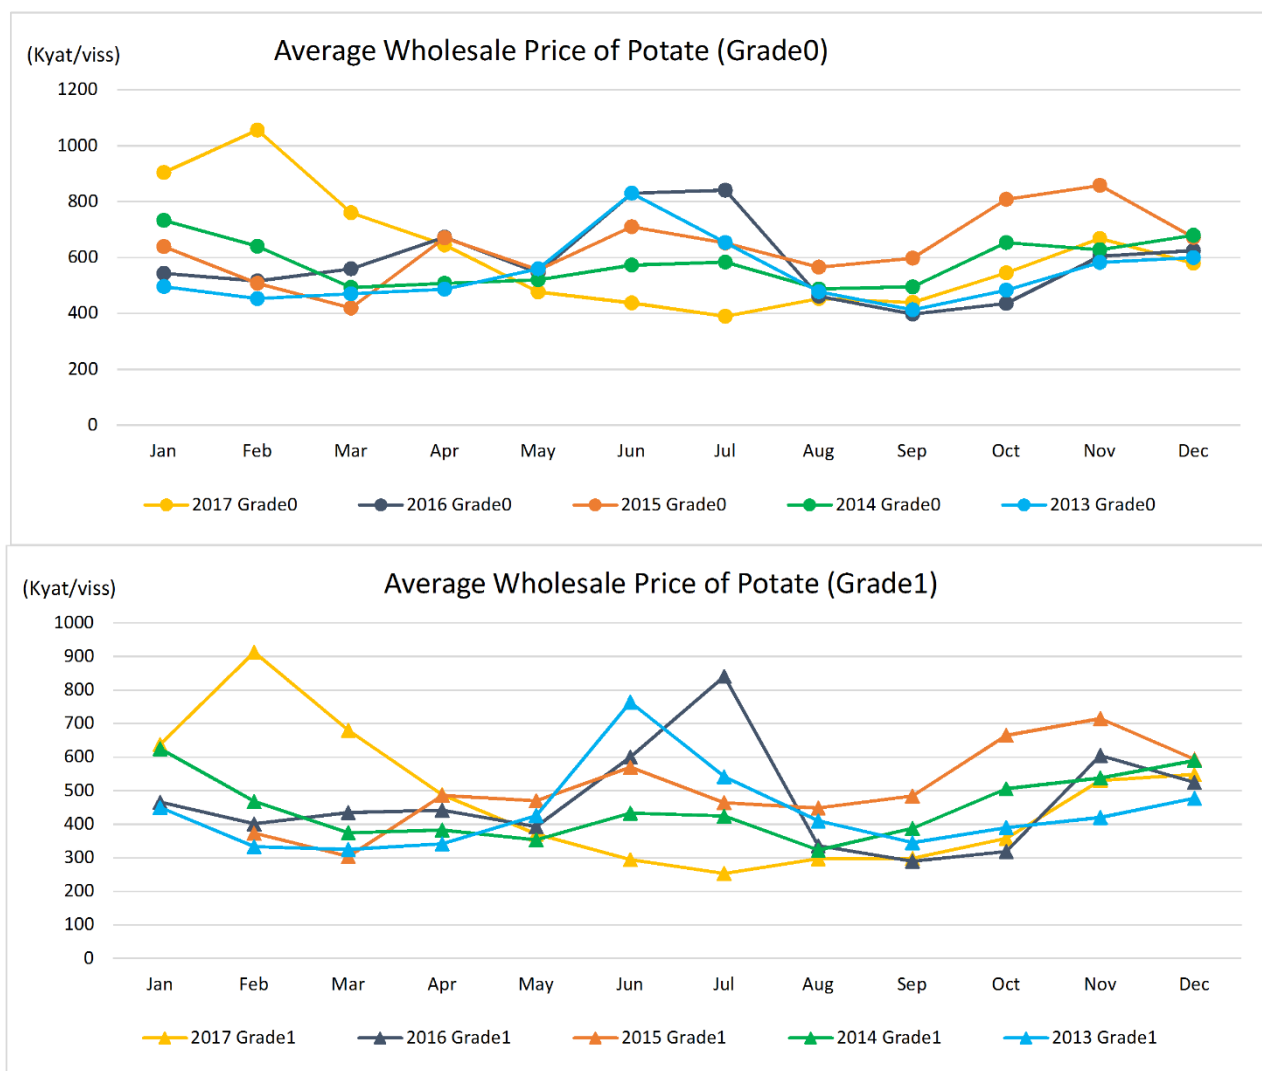 Average Wholesale Price of Potate (Grade0)
(Kyat/viss)
1200
1000
800
600
400
200
0
Jan Feb Mar Apr May Jun Jul Aug Sep Oct Nov Dec
2017 Grade0 2016 Grade0 2015 Grade0 2014 Grade0 2013 Grade0
Average Wholesale Price of Potate (Grade1)
(Kyat/viss)
1000
900
800
700
600
500
400
300
200
100
0
Jan Feb Mar Apr May Jun Jul Aug Sep Oct Nov Dec
2017 Grade1 2016 Grade1 2015 Grade1 2014 Grade1 2013 Grade1